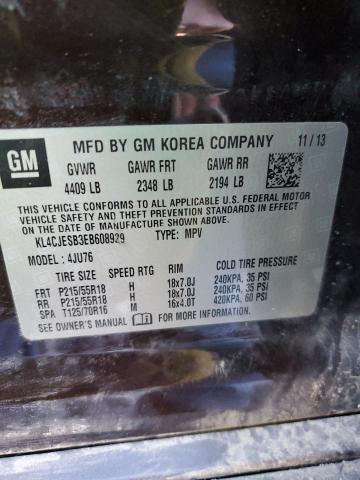 GM
MFD BY GM KOREA COMPANY 11 / 13
GVWR GAWR FRT GAWR RR
4409 LB 2348 LB 2194 LB
THIS VEHICLE CONFORMS TO ALL APPLICABLE U.S. FEDERAL MOTOR
VEHICLE SAFETY, BUMPER, AND THEFT PREVENTION STANDARDS
IN EFFECT ON THE DATE OF MANUFACTURE SHOWN ABOVE.
KL4CJESB3EB608929 TYPE: MPV
MODEL: 4JU76
TIRE SIZE SPEED RTG RIM COLD TIRE PRESSURE
FRT P215/55R18 H 18x7.0J 240KPA, 35 PSI
RR P215/55R18 H 18x7.0J 240KPA, 35 PSI
SPA T125/70R16 M 16x4.0T 420KPA, 60 PSI
SEE OWNER'S MANUAL FOR MORE INFORMATION.